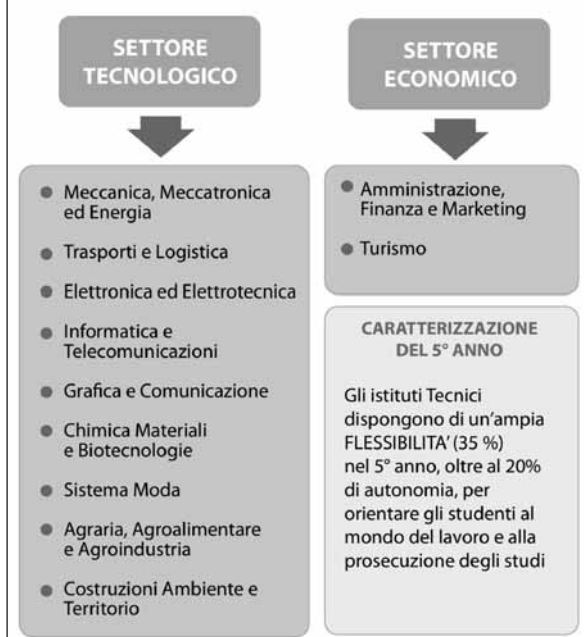 SETTORE
TECNOLOGICO
Meccanica, Meccatronica
ed Energia
Trasporti e Logistica
Elettronica ed Elettrotecnica
Informatica e
Telecomunicazioni
Grafica e Comunicazione
Chimica Materiali
e Biotecnologie
Sistema Moda
Agraria, Agroalimentare
e Agroindustria
Costruzioni Ambiente e
Territorio
SETTORE
ECONOMICO
Amministrazione,
Finanza e Marketing
Turismo
CARATTERIZZAZIONE
DEL 5° ANNO
Gli istituti Tecnici
dispongono di un'ampia
FLESSIBILITA' (35 %)
nel 5° anno, oltre al 20%
di autonomia, per
orientare gli studenti al
mondo del lavoro e alla
prosecuzione degli studi